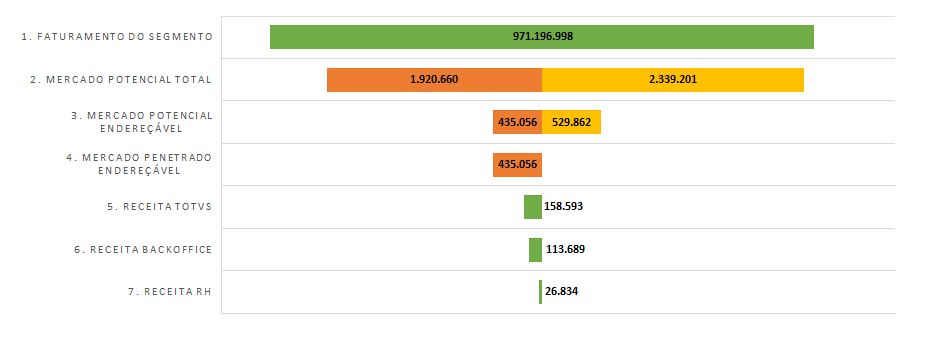 1. FATURAMENTO DO SEGMENTO
971.196.998
2. MERCADO POTENCIAL TOTAL
1.920.660
2.339.201
3. MERCADO POTENCIAL
ENDEREÇÁVEL
435.056
529.862
4. MERCADO PENETRADO
ENDEREÇÁVEL
435.056
5. RECEITA TOTVS
158.593
6. RECEITA BACKOFFICE
113.689
7. RECEITA RH
26.834